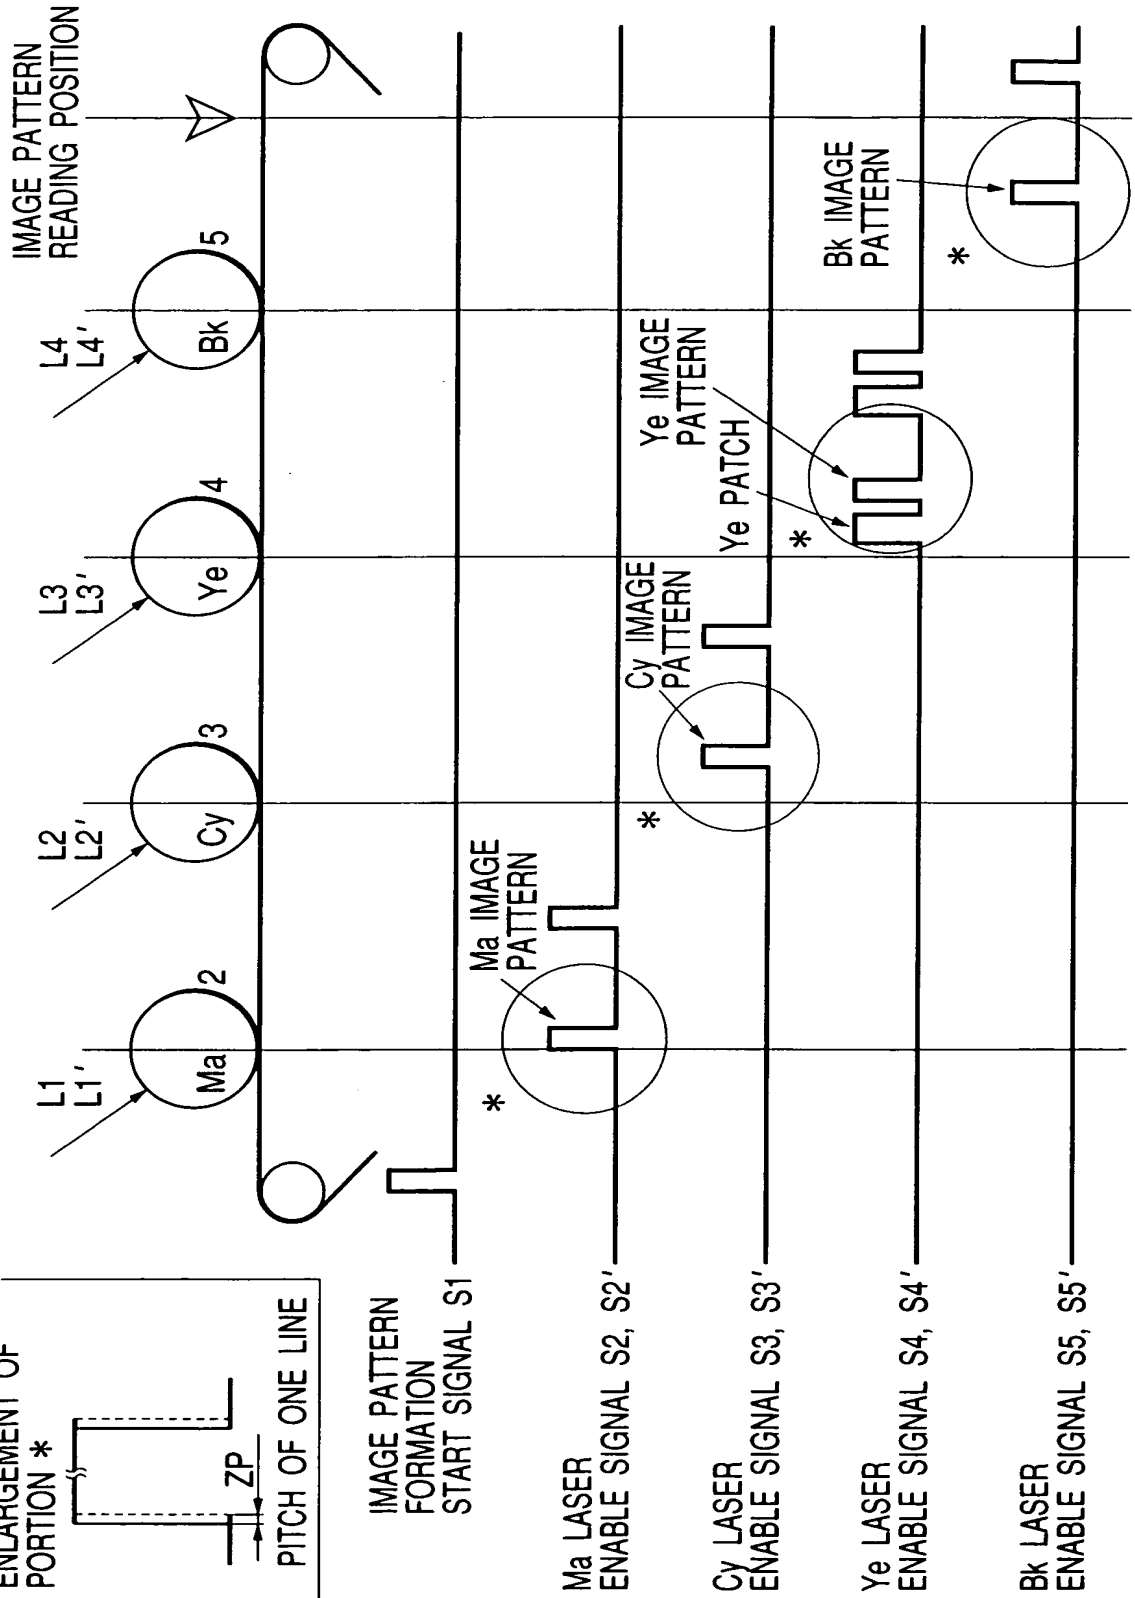 IMAGE PATTERN
READING POSITION
L1
L1'
L2
L2'
L3
L3'
L4
L4'
Ma
2
Cy
3
Ye
4
Bk
5
ENLARGEMENT OF
PORTION *
ZP
PITCH OF ONE LINE
IMAGE PATTERN
FORMATION
START SIGNAL S1
Ma LASER
ENABLE SIGNAL S2, S2'
*
Ma IMAGE
PATTERN
Cy LASER
ENABLE SIGNAL S3, S3'
*
Cy IMAGE
PATTERN
Ye LASER
ENABLE SIGNAL S4, S4'
*
Ye PATCH
Ye IMAGE
PATTERN
Bk LASER
ENABLE SIGNAL S5, S5'
*
Bk IMAGE
PATTERN